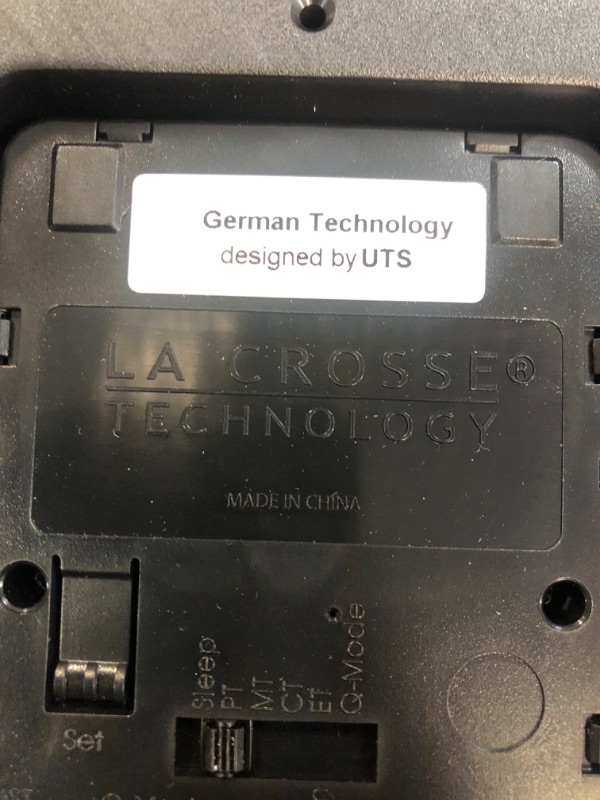 German Technology
designed by UTS
LA CROSSE®
TECHNOLOGY
MADE IN CHINA
Sleep
PT
MT
CT
ET
Q-Mode
Set